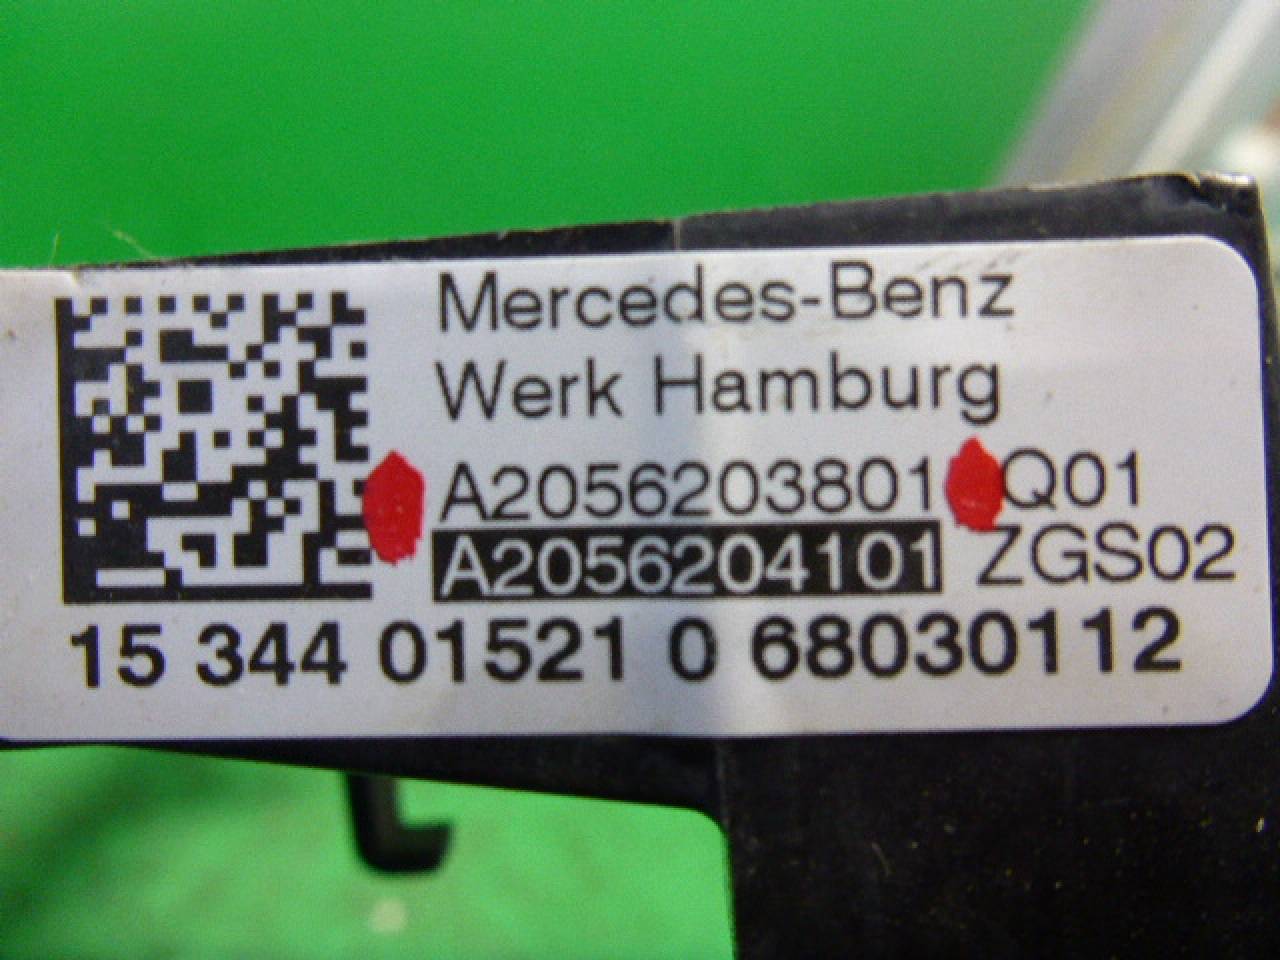 Mercedes-Benz
Werk Hamburg
A2056203801 Q01
A2056204101 ZGS02
15 344 01521 0 68030112